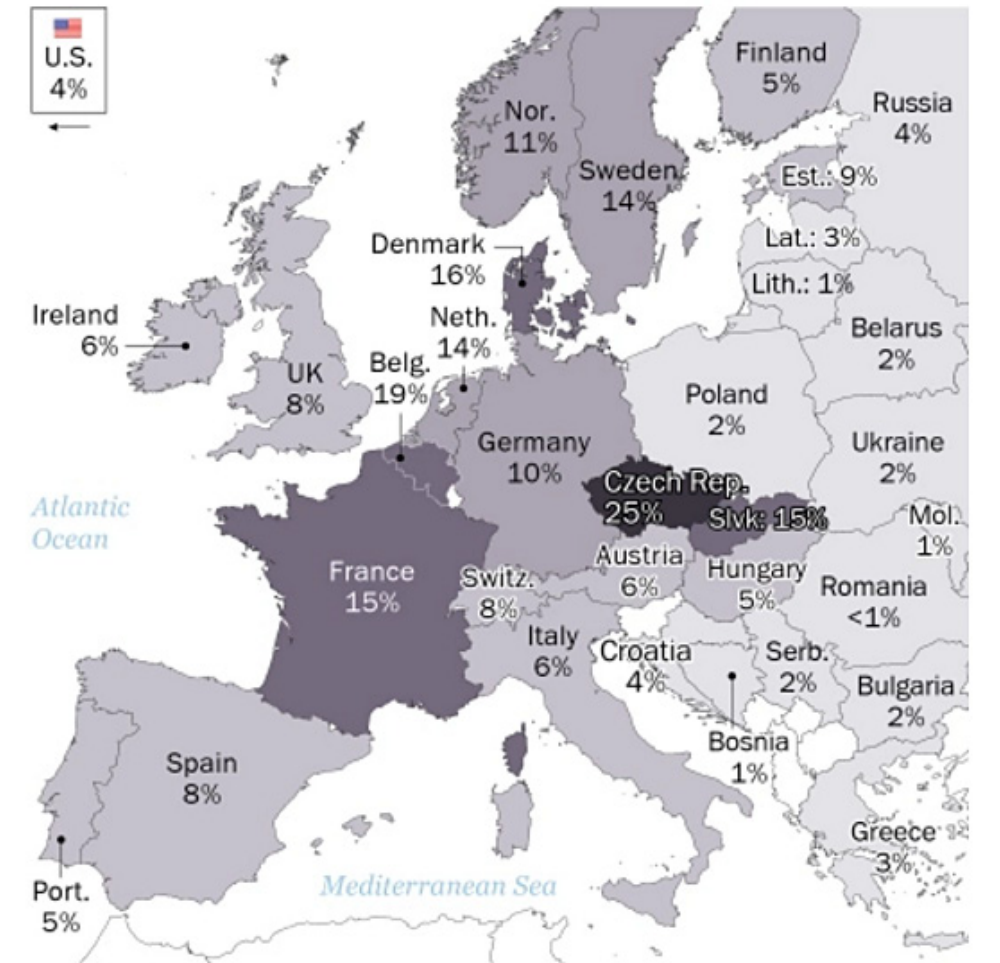 U.S.
4%
Finland
5%
Russia
4%
Nor.
11%
Sweden
14%
Est.: 9%
Lat.: 3%
Lith.: 1%
Denmark
16%
Ireland
6%
Neth.
14%
Belg.
19%
UK
8%
Belarus
2%
Poland
2%
Germany
10%
Ukraine
2%
Czech Rep.
25%
Slvk: 15%
Atlantic
Ocean
Mol.
1%
France
15%
Switz.
8%
Austria
6%
Hungary
5%
Romania
<1%
Italy
6%
Croatia
4%
Serb.
2%
Bulgaria
2%
Bosnia
1%
Spain
8%
Greece
3%
Port.
5%
Mediterranean Sea